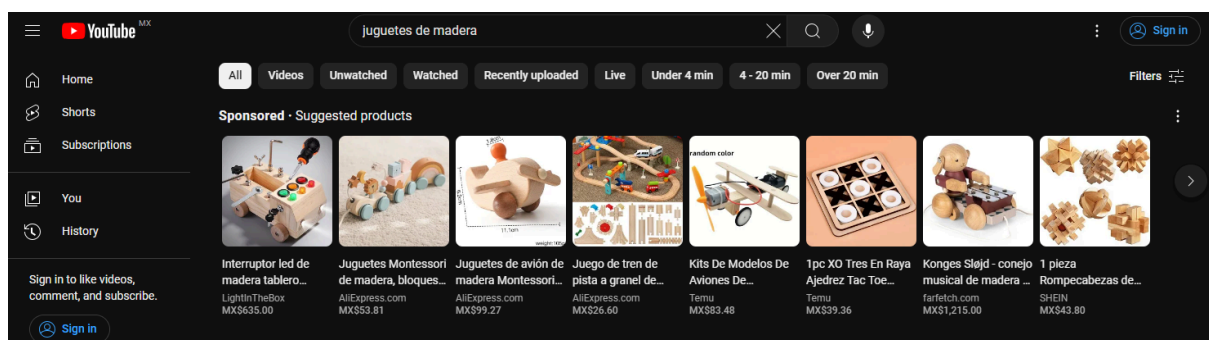 YouTube MX
juguetes de madera
Sign in
Home
Shorts
Subscriptions
You
History
Sign in to like videos,
comment, and subscribe.
Sign in
All Videos Unwatched Watched Recently uploaded Live Under 4 min 4 - 20 min Over 20 min
Filters
Sponsored · Suggested products
random color
11.5cm
Interruptor led de
madera tablero...
LightInTheBox
MX$635.00
Juguetes Montessori
de madera, bloques...
AliExpress.com
MX$53.81
Juguetes de avión de
madera Montessori...
AliExpress.com
MX$99.27
Juego de tren de
pista a granel de...
AliExpress.com
MX$26.60
Kits De Modelos De
Aviones De...
Temu
MX$83.48
1pc XO Tres En Raya
Ajedrez Tac Toe...
Temu
MX$39.36
Konges Sløjd - conejo
musical de madera ...
farfetch.com
MX$1,215.00
1 pieza
Rompecabezas de...
SHEIN
MX$43.80